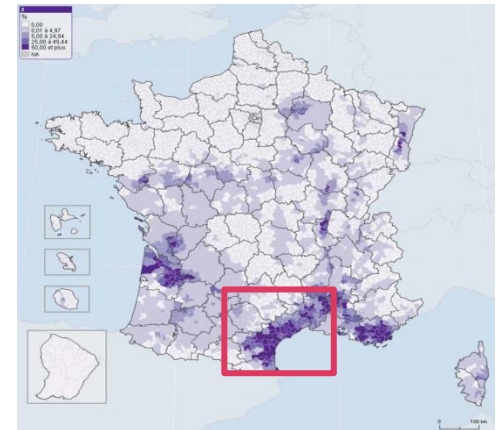 %
0,00
0,01 à 4,97
5,00 à 24,94
25,00 à 49,44
50,00 et plus
NA
0 100 km